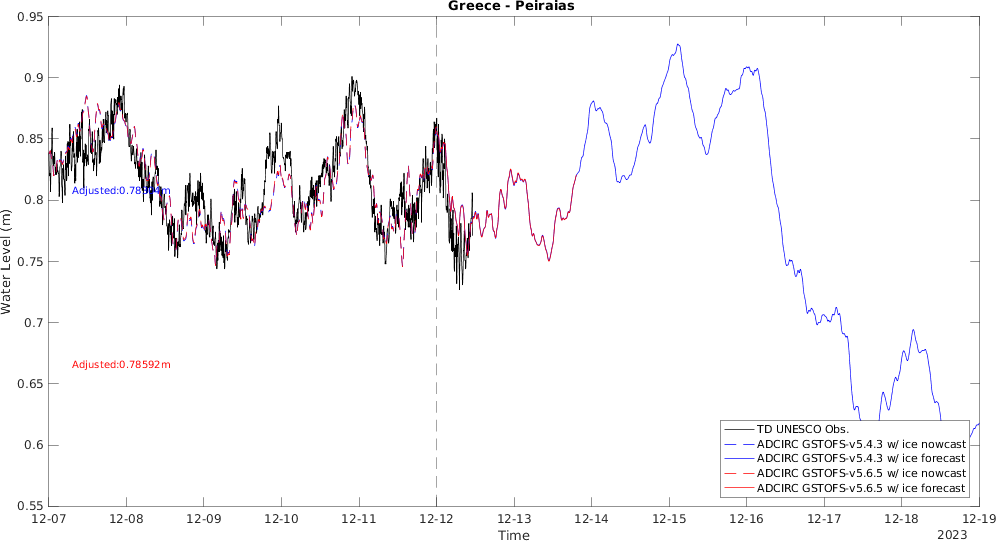 Greece - Peiraias
Water Level (m)
0.95
0.9
0.85
0.8
0.75
0.7
0.65
0.6
0.55
Adjusted:0.78592m
TD UNESCO Obs.
ADCIRC GSTOFS-v5.4.3 w/ ice nowcast
ADCIRC GSTOFS-v5.4.3 w/ ice forecast
ADCIRC GSTOFS-v5.6.5 w/ ice nowcast
ADCIRC GSTOFS-v5.6.5 w/ ice forecast
12-07 12-08 12-09 12-10 12-11 12-12 12-13 12-14 12-15 12-16 12-17 12-18 12-19
Time
2023